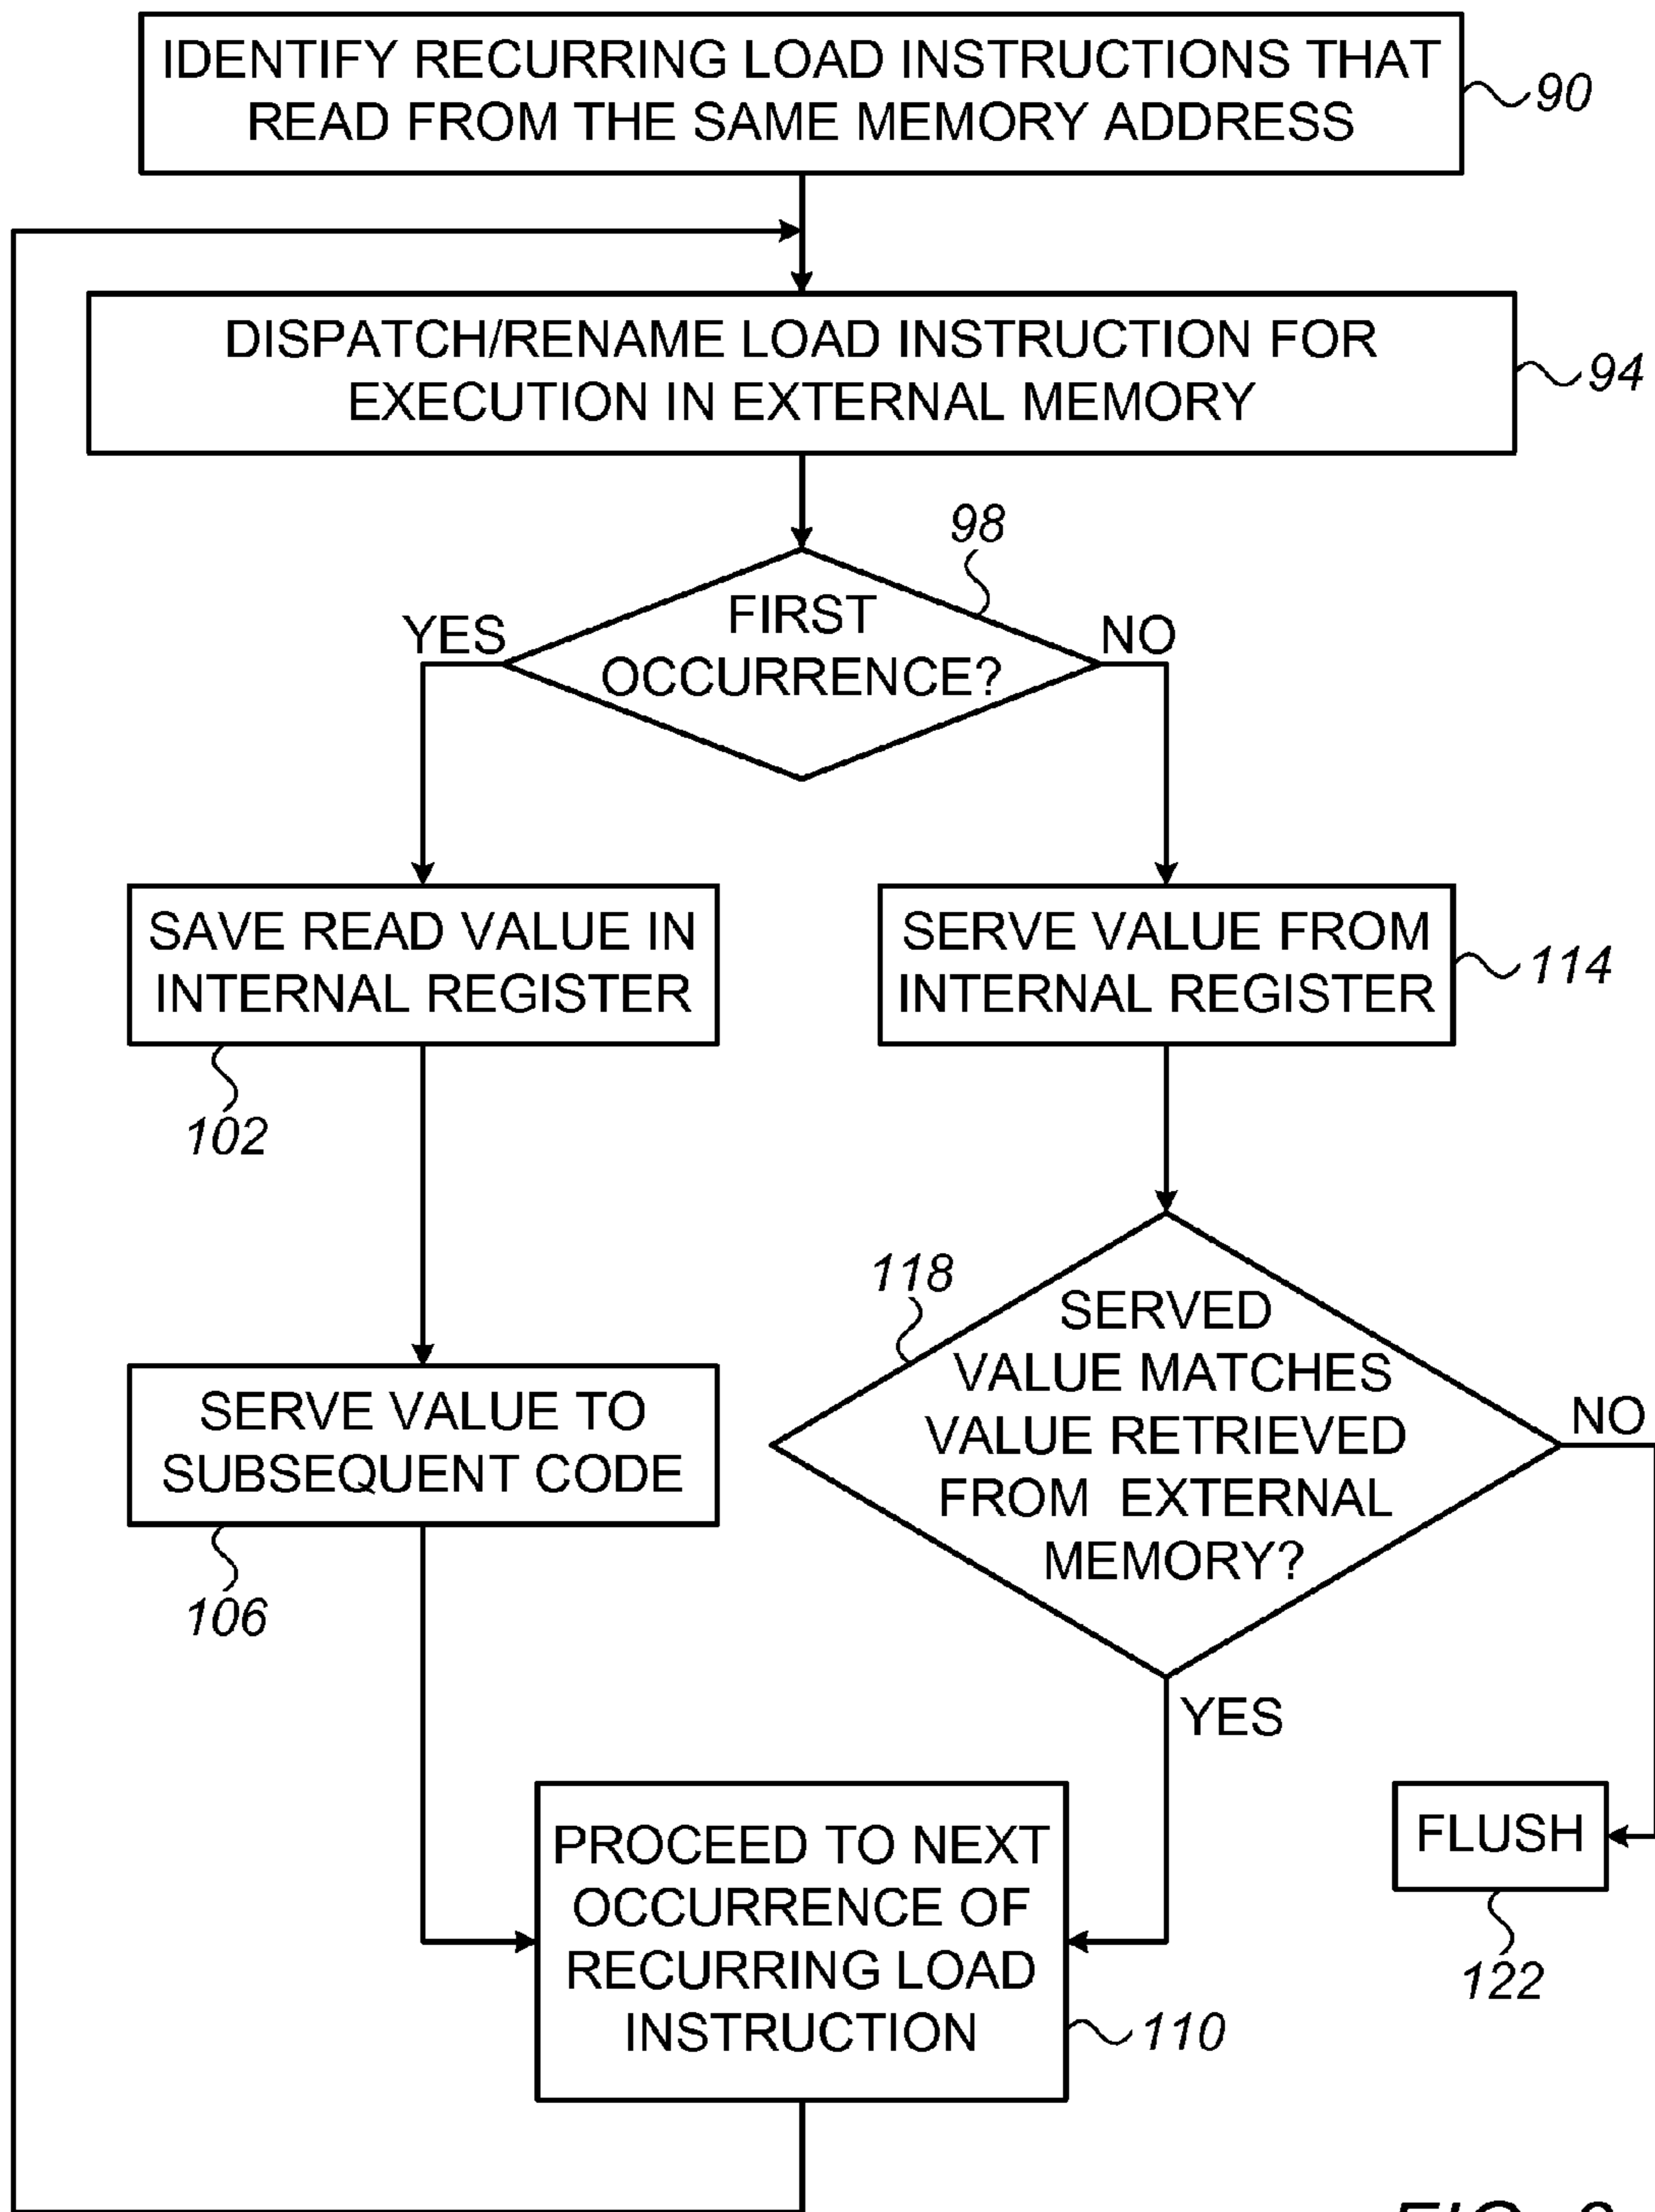 IDENTIFY RECURRING LOAD INSTRUCTIONS THAT
READ FROM THE SAME MEMORY ADDRESS
90
DISPATCH/RENAME LOAD INSTRUCTION FOR
EXECUTION IN EXTERNAL MEMORY
94
98
FIRST
OCCURRENCE?
YES
NO
SAVE READ VALUE IN
INTERNAL REGISTER
102
SERVE VALUE FROM
INTERNAL REGISTER
114
SERVE VALUE TO
SUBSEQUENT CODE
106
118
SERVED
VALUE MATCHES
VALUE RETRIEVED
FROM EXTERNAL
MEMORY?
NO
YES
PROCEED TO NEXT
OCCURRENCE OF
RECURRING LOAD
INSTRUCTION
110
FLUSH
122